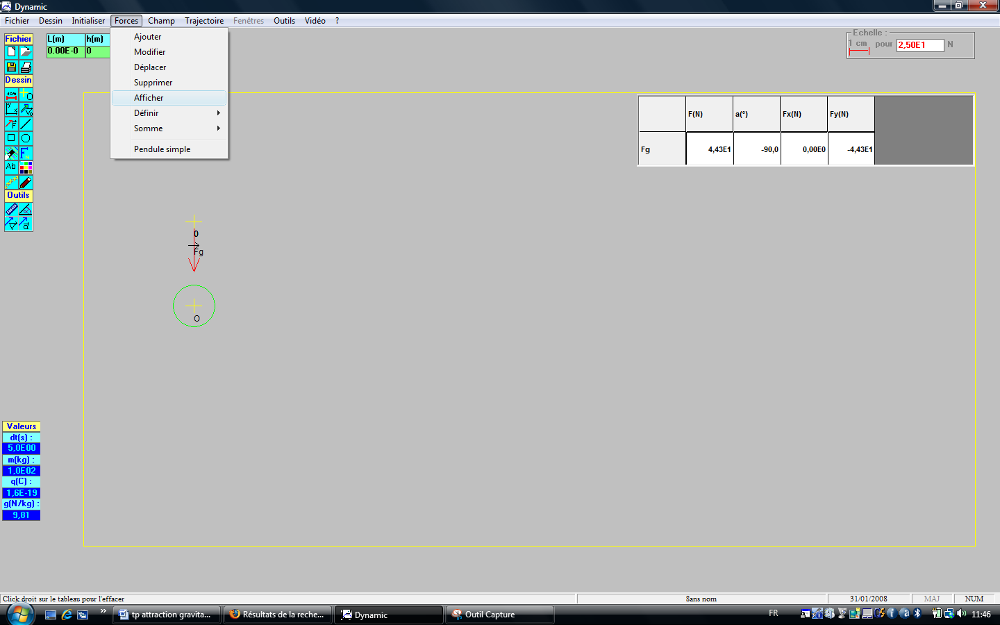 Dynamic
Fichier Dessin Initialiser Forces Champ Trajectoire Fenêtres Outils Vidéo ?
Fichier
L(m) h(m)
0.00E-0 0
Ajouter
Modifier
Déplacer
Supprimer
Afficher
Définir
Somme
Pendule simple
Echelle :
1 cm pour 2,50E1 N
Dessin
Ab
Outils
F(N) a(°) Fx(N) Fy(N)
Fg 4,43E1 -90,0 0,00E0 -4,43E1
0
Fg
O
Valeurs
dt(s) :
5,0E00
m(kg) :
1,0E02
q(C) :
1,6E-19
g(N/kg) :
9,81
Click droit sur le tableau pour l'effacer Sans nom 31/01/2008 MAJ NUM
tp attraction gravita... Résultats de la reche... Dynamic Outil Capture FR 11:46